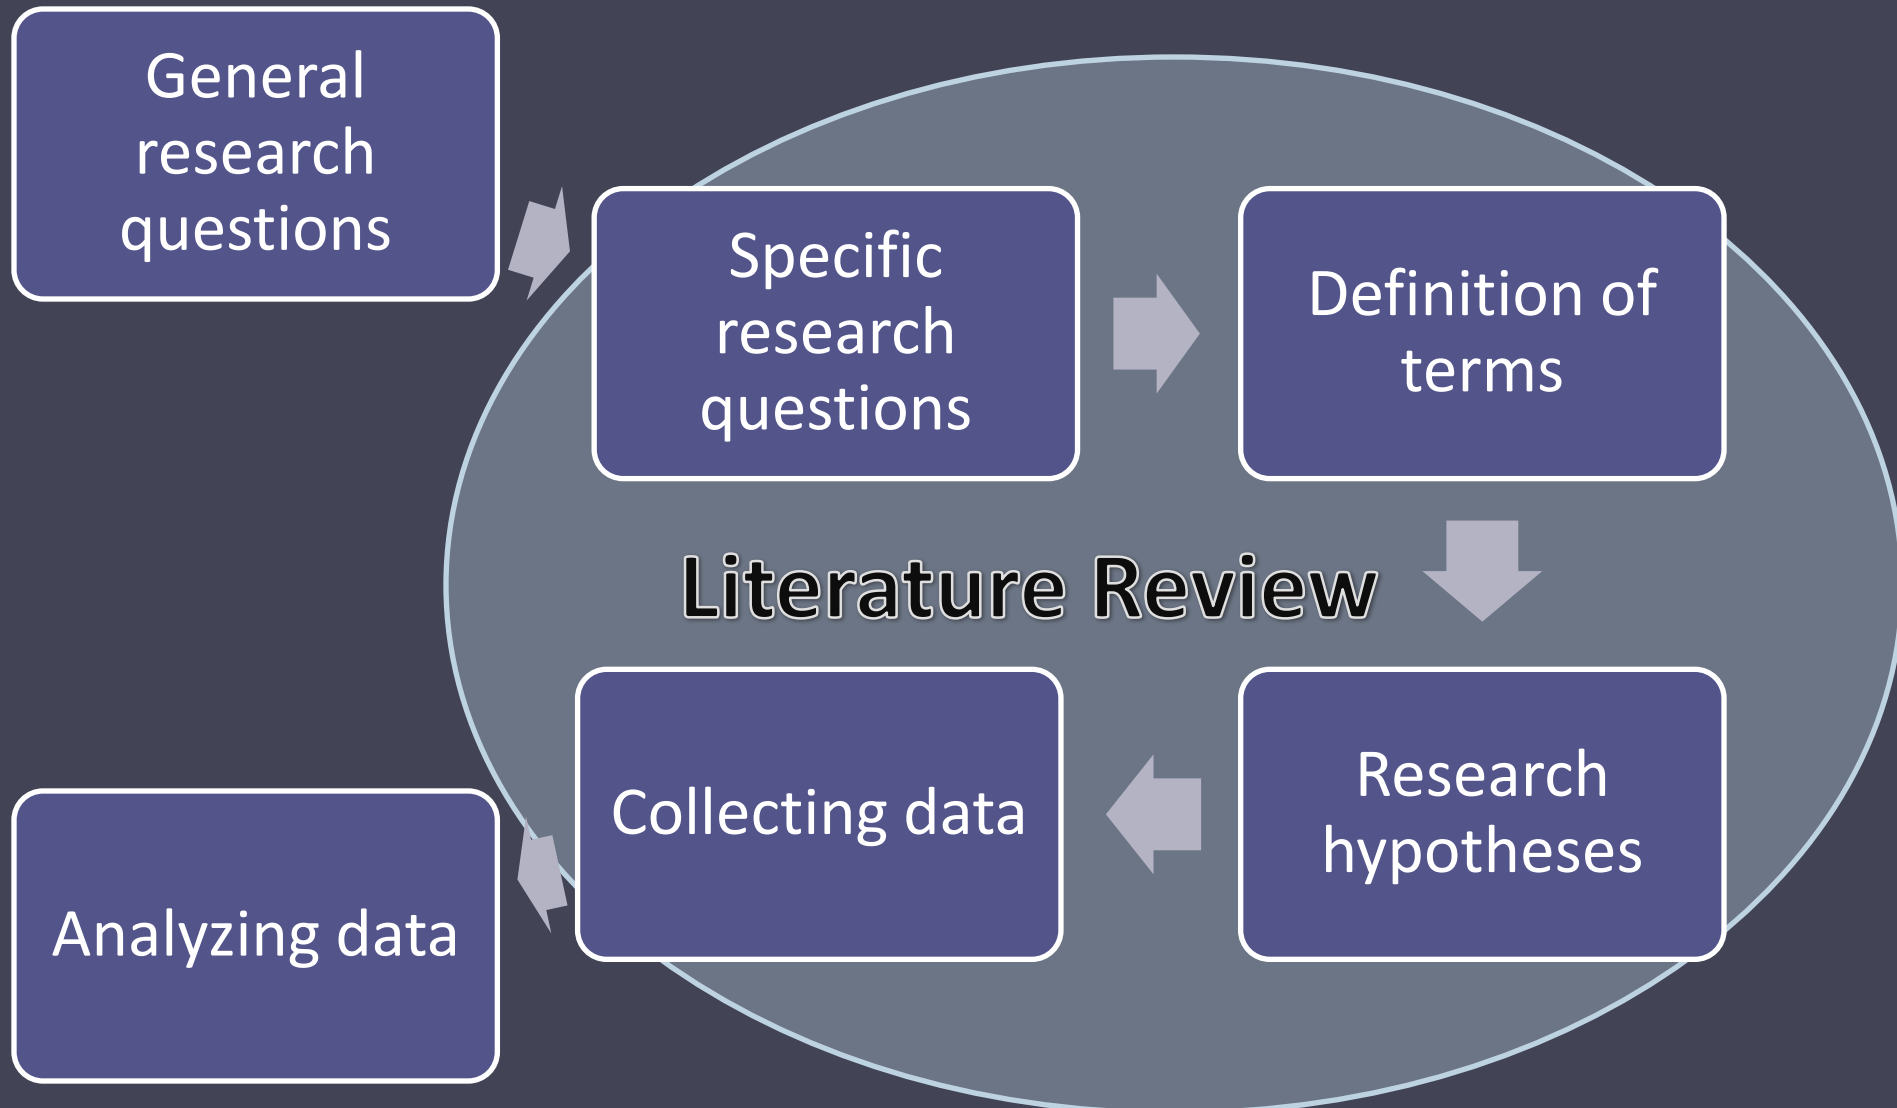 General
research
questions
Specific
research
questions
Definition of
terms
Literature Review
Research
hypotheses
Collecting data
Analyzing data